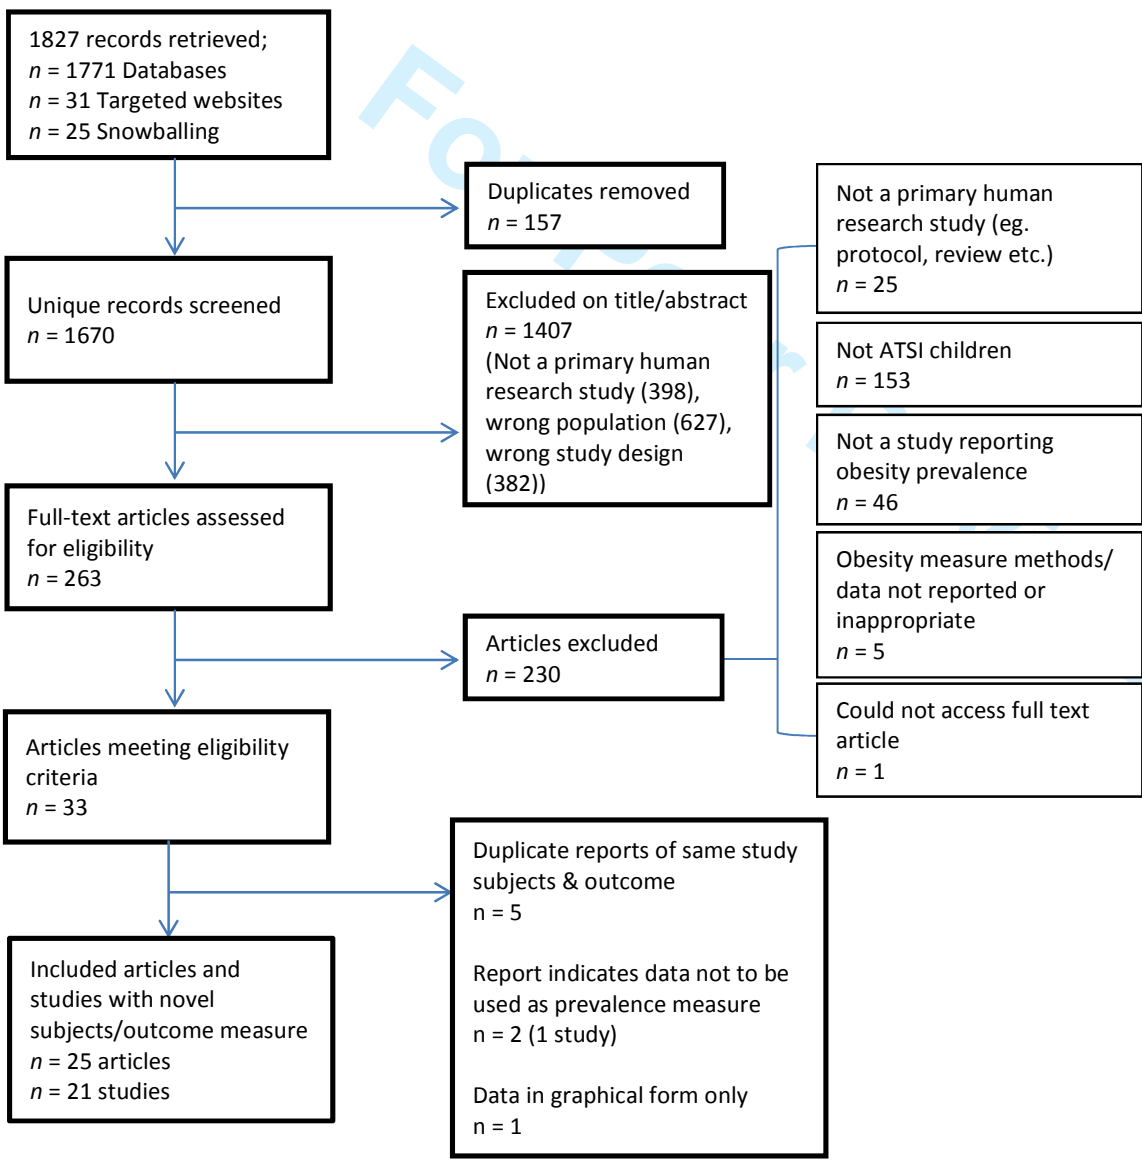 1827 records retrieved;
n = 1771 Databases
n = 31 Targeted websites
n = 25 Snowballing
Duplicates removed
n = 157
Unique records screened
n = 1670
Excluded on title/abstract
n = 1407
(Not a primary human
research study (398),
wrong population (627),
wrong study design
(382))
Full-text articles assessed
for eligibility
n = 263
Articles excluded
n = 230
Not a primary human
research study (eg.
protocol, review etc.)
n = 25
Not ATSI children
n = 153
Not a study reporting
obesity prevalence
n = 46
Obesity measure methods/
data not reported or
inappropriate
n = 5
Could not access full text
article
n = 1
Articles meeting eligibility
criteria
n = 33
Duplicate reports of same study
subjects & outcome
n = 5
Report indicates data not to be
used as prevalence measure
n = 2 (1 study)
Data in graphical form only
n = 1
Included articles and
studies with novel
subjects/outcome measure
n = 25 articles
n = 21 studies
For